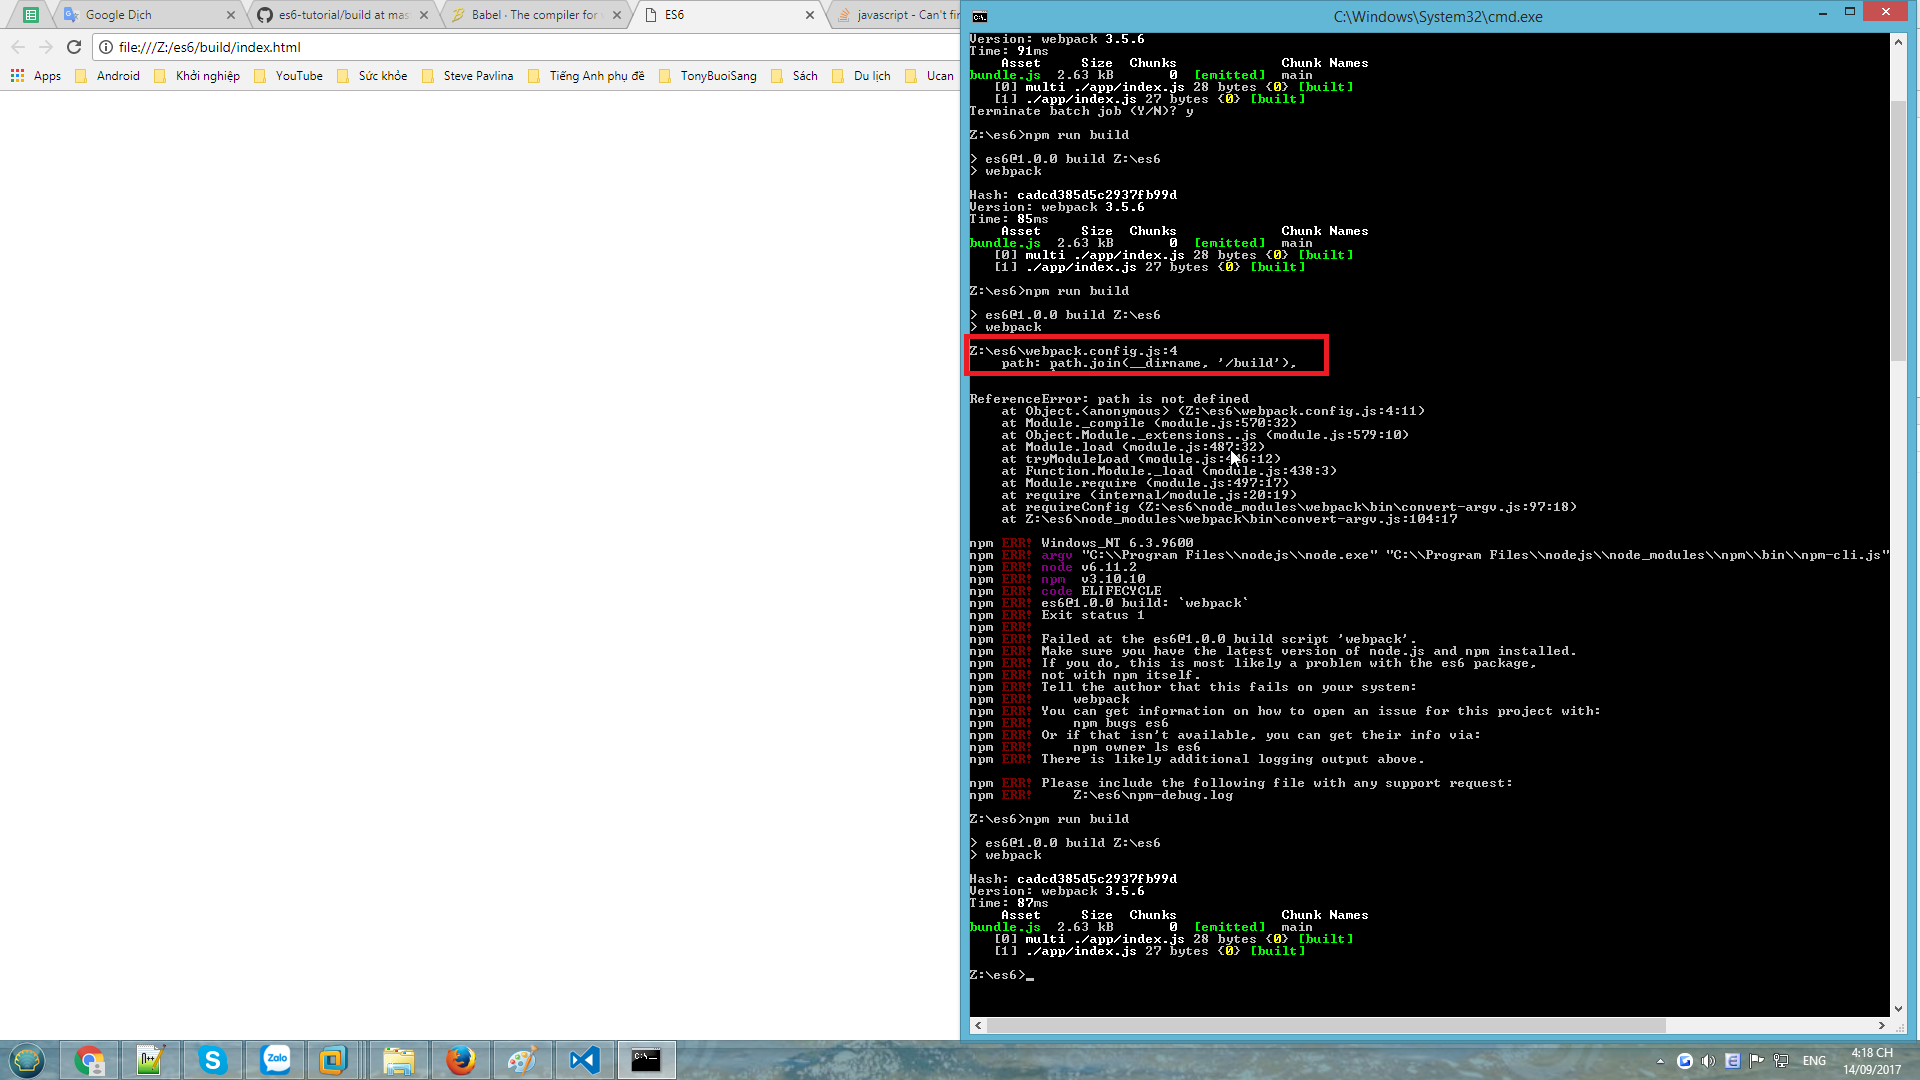 Google Dịch
es6-tutorial/build at mas
Babel · The compiler for
ES6
javascript - Can't fin
file:///Z:/es6/build/index.html
Apps
Android
Khởi nghiệp
YouTube
Sức khỏe
Steve Pavlina
Tiếng Anh phụ đề
TonyBuoiSang
Sách
Du lịch
Ucan
C:\Windows\System32\cmd.exe
Version: webpack 3.5.6
Time: 91ms
Asset Size Chunks Chunk Names
bundle.js 2.63 kB 0 [emitted] main
[0] multi ./app/index.js 28 bytes {0} [built]
[1] ./app/index.js 27 bytes {0} [built]
Terminate batch job (Y/N)? y
Z:\es6>npm run build
> es6@1.0.0 build Z:\es6
> webpack
Hash: cadcd385d5c2937fb99d
Version: webpack 3.5.6
Time: 85ms
Asset Size Chunks Chunk Names
bundle.js 2.63 kB 0 [emitted] main
[0] multi ./app/index.js 28 bytes {0} [built]
[1] ./app/index.js 27 bytes {0} [built]
Z:\es6>npm run build
> es6@1.0.0 build Z:\es6
> webpack
Z:\es6\webpack.config.js:4
path: path.join(__dirname, '/build'),
ReferenceError: path is not defined
at Object.<anonymous> (Z:\es6\webpack.config.js:4:11)
at Module._compile (module.js:570:32)
at Object.Module._extensions..js (module.js:579:10)
at Module.load (module.js:487:32)
at tryModuleLoad (module.js:446:12)
at Function.Module._load (module.js:438:3)
at Module.require (module.js:497:17)
at require (internal/module.js:20:19)
at requireConfig (Z:\es6\node_modules\webpack\bin\convert-argv.js:97:18)
at Z:\es6\node_modules\webpack\bin\convert-argv.js:104:17
npm ERR! Windows_NT 6.3.9600
npm ERR! argv "C:\\Program Files\\nodejs\\node.exe" "C:\\Program Files\\nodejs\\node_modules\\npm\\bin\\npm-cli.js"
npm ERR! node v6.11.2
npm ERR! npm v3.10.10
npm ERR! code ELIFECYCLE
npm ERR! es6@1.0.0 build: `webpack`
npm ERR! Exit status 1
npm ERR!
npm ERR! Failed at the es6@1.0.0 build script 'webpack'.
npm ERR! Make sure you have the latest version of node.js and npm installed.
npm ERR! If you do, this is most likely a problem with the es6 package,
npm ERR! not with npm itself.
npm ERR! Tell the author that this fails on your system:
npm ERR! webpack
npm ERR! You can get information on how to open an issue for this project with:
npm ERR! npm bugs es6
npm ERR! Or if that isn't available, you can get their info via:
npm ERR! npm owner ls es6
npm ERR! There is likely additional logging output above.
npm ERR! Please include the following file with any support request:
npm ERR! Z:\es6\npm-debug.log
Z:\es6>npm run build
> es6@1.0.0 build Z:\es6
> webpack
Hash: cadcd385d5c2937fb99d
Version: webpack 3.5.6
Time: 87ms
Asset Size Chunks Chunk Names
bundle.js 2.63 kB 0 [emitted] main
[0] multi ./app/index.js 28 bytes {0} [built]
[1] ./app/index.js 27 bytes {0} [built]
Z:\es6>_
Zalo
ENG
4:18 CH
14/09/2017